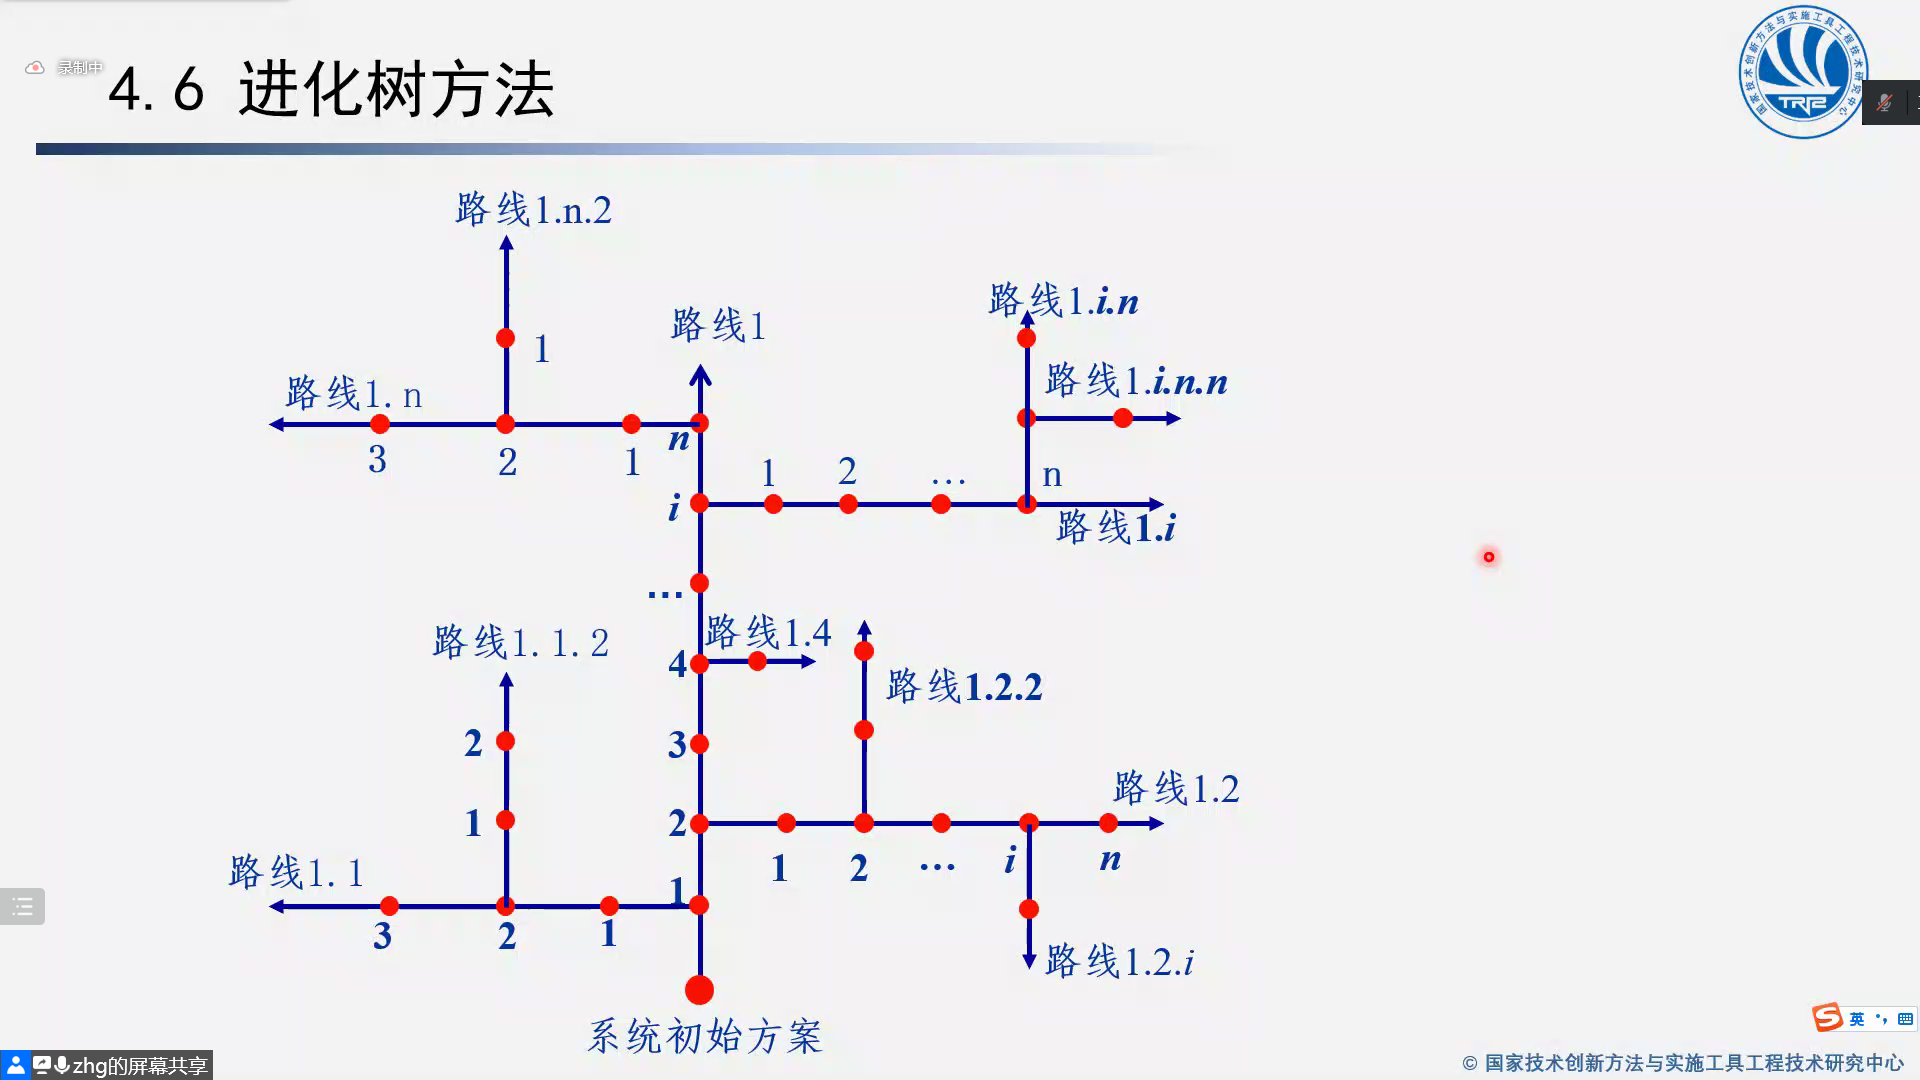 录制中
4.6 进化树方法
国家技术创新方法与实施工具工程技术研究中心
TRIZ
路线1.n.2
路线1
路线1.i.n
1
路线1.n
路线1.i.n.n
3
2
1
n
1
2
…
n
i
路线1.i
…
路线1.1.2
路线1.4
4
路线1.2.2
2
3
路线1.2
1
2
1
2
…
i
n
路线1.1
1
3
2
1
路线1.2.i
系统初始方案
英
zhg的屏幕共享
© 国家技术创新方法与实施工具工程技术研究中心